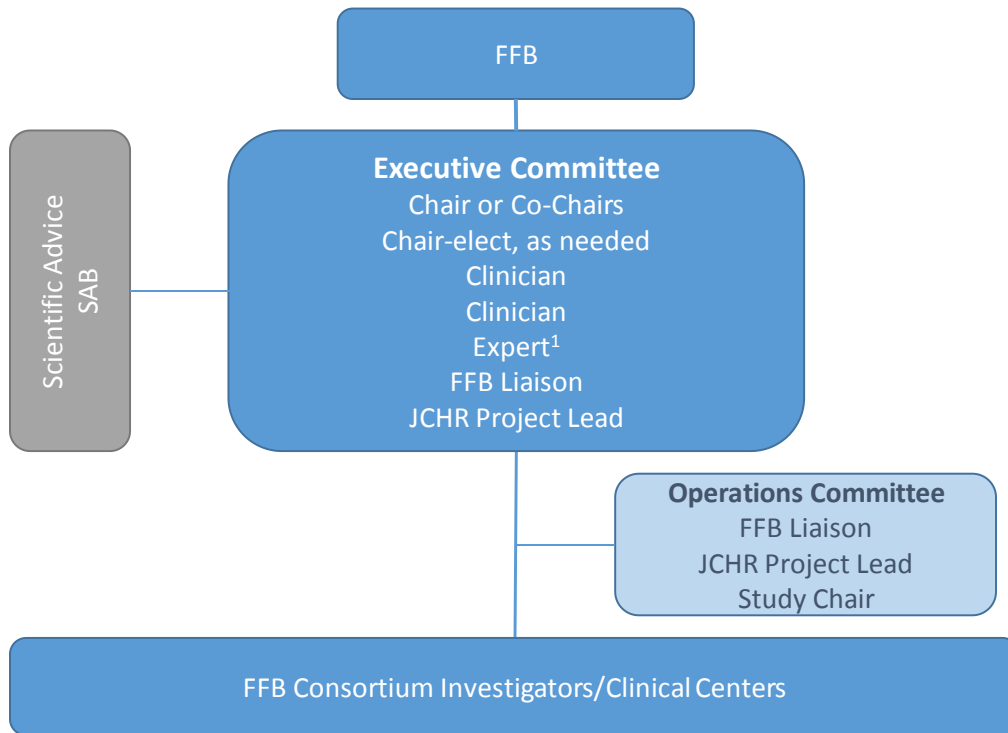 FFB
Scientific Advice
SAB
Executive Committee
Chair or Co-Chairs
Chair-elect, as needed
Clinician
Clinician
Expert¹
FFB Liaison
JCHR Project Lead
Operations Committee
FFB Liaison
JCHR Project Lead
Study Chair
FFB Consortium Investigators/Clinical Centers